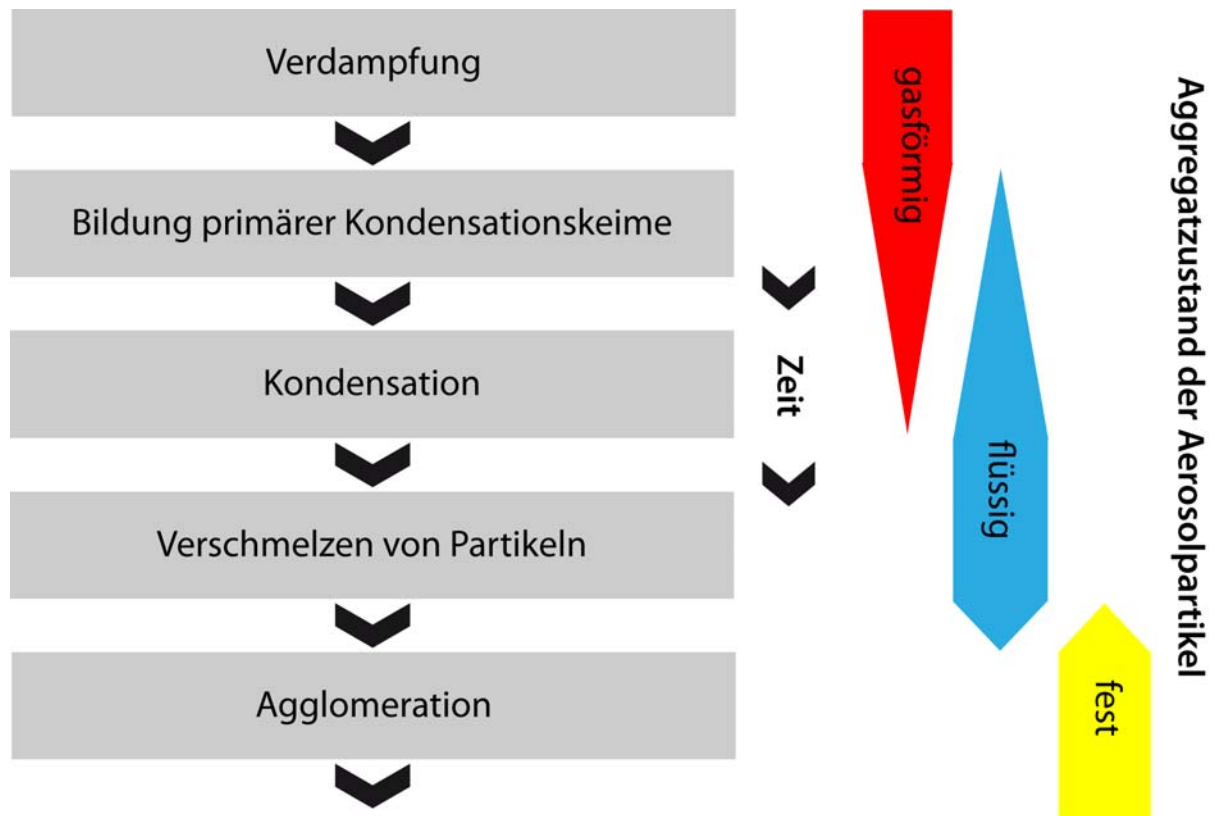 Verdampfung
Bildung primärer Kondensationskeime
Kondensation
Verschmelzen von Partikeln
Agglomeration
Zeit
gasförmig
flüssig
fest
Aggregatzustand der Aerosolpartikel